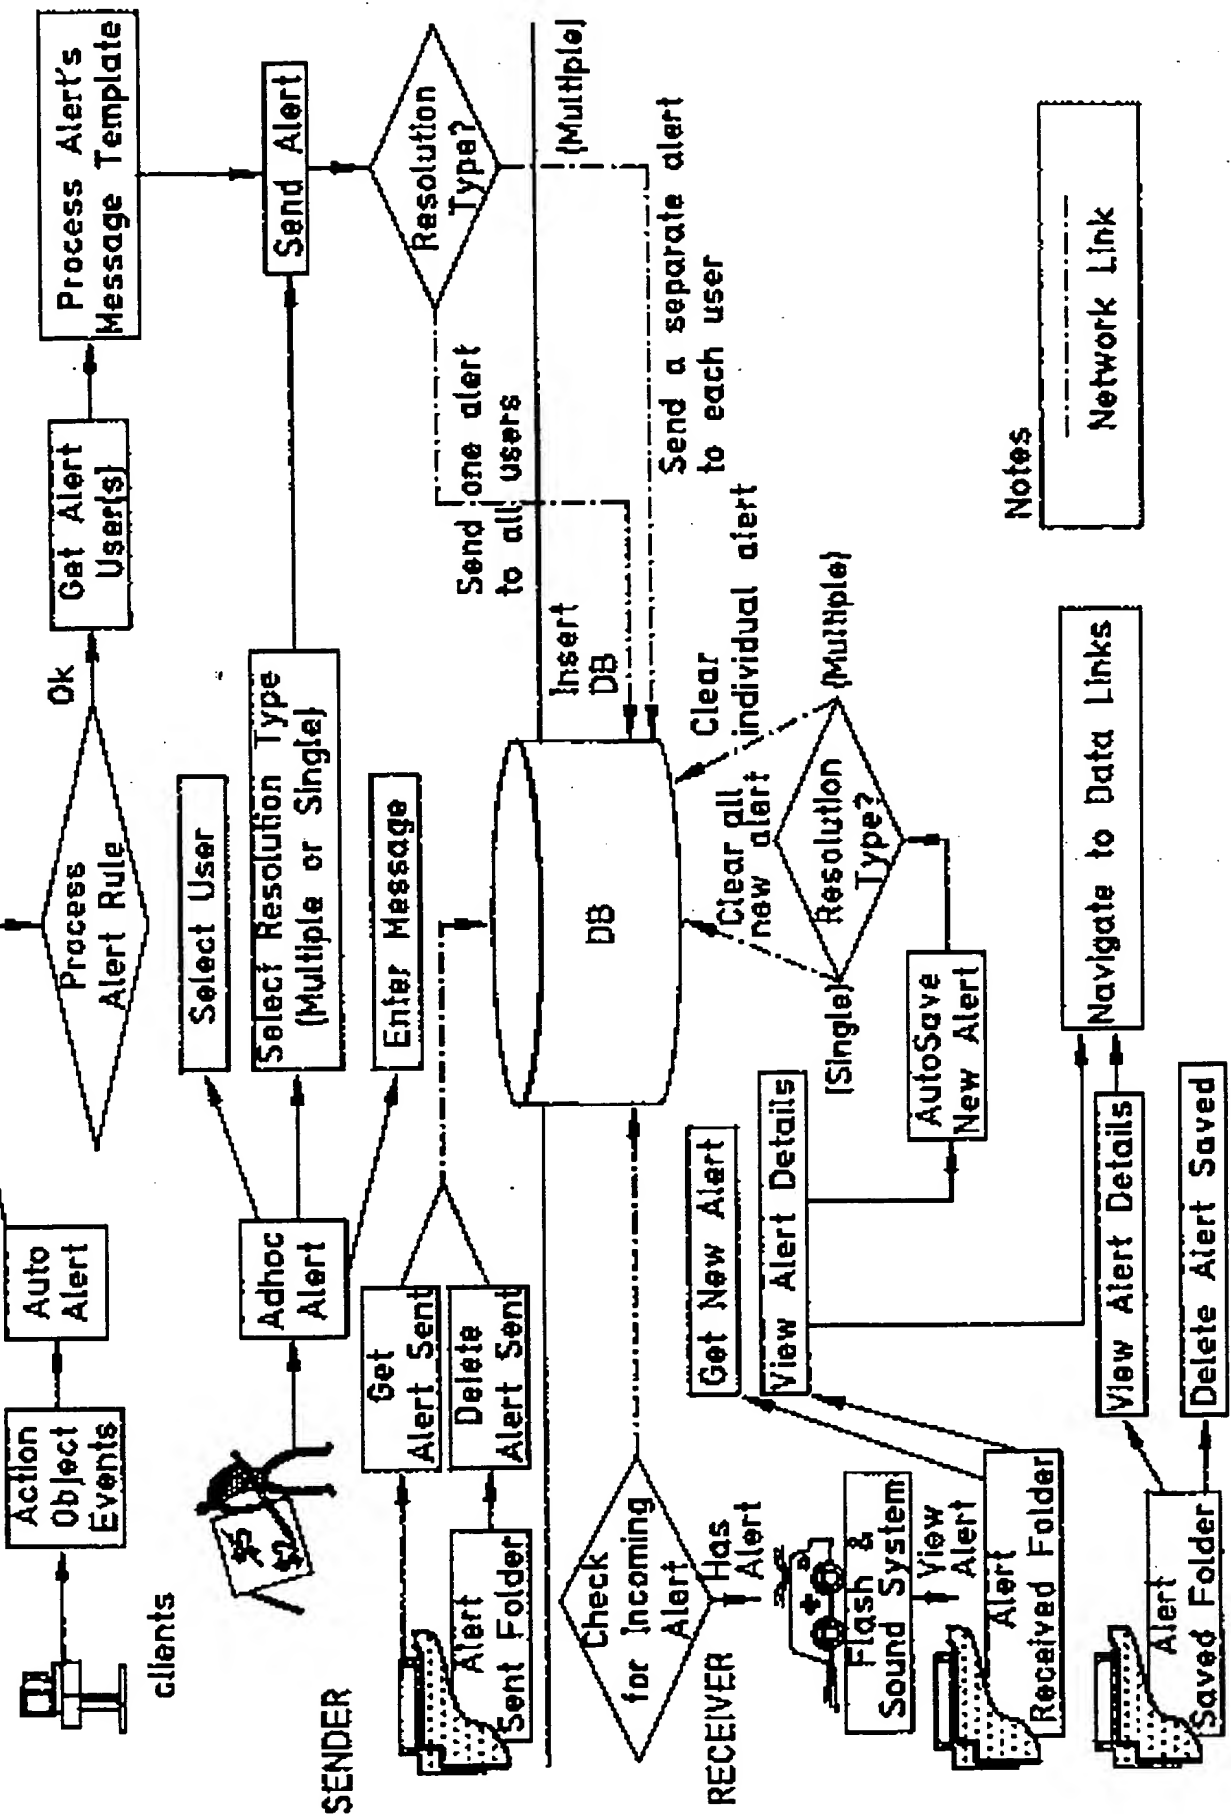 Clients
Action
Object
Events
Auto
Alert
Process
Alert Rule
Ok
Get Alert
User(s)
Process Alert's
Message Template
Adhoc
Alert
Select User
Select Resolution Type
(Multiple or Single)
Enter Message
Send Alert
Resolution
Type?
(Multiple)
SENDER
Get
Alert Sent
Delete
Alert Sent
Alert
Sent Folder
Send one alert
to all users
Send a separate alert
to each user
Insert
DB
DB
RECEIVER
Check
for Incoming
Alert
Has
Alert
Flash &
Sound System
View
Alert
Alert
Received Folder
Get New Alert
View Alert Details
AutoSave
New Alert
Resolution
Type?
(Single)
(Multiple)
Clear all
new alert
Clear
individual alert
Alert
Saved Folder
View Alert Details
Delete Alert Saved
Navigate to Data Links
Notes
Network Link